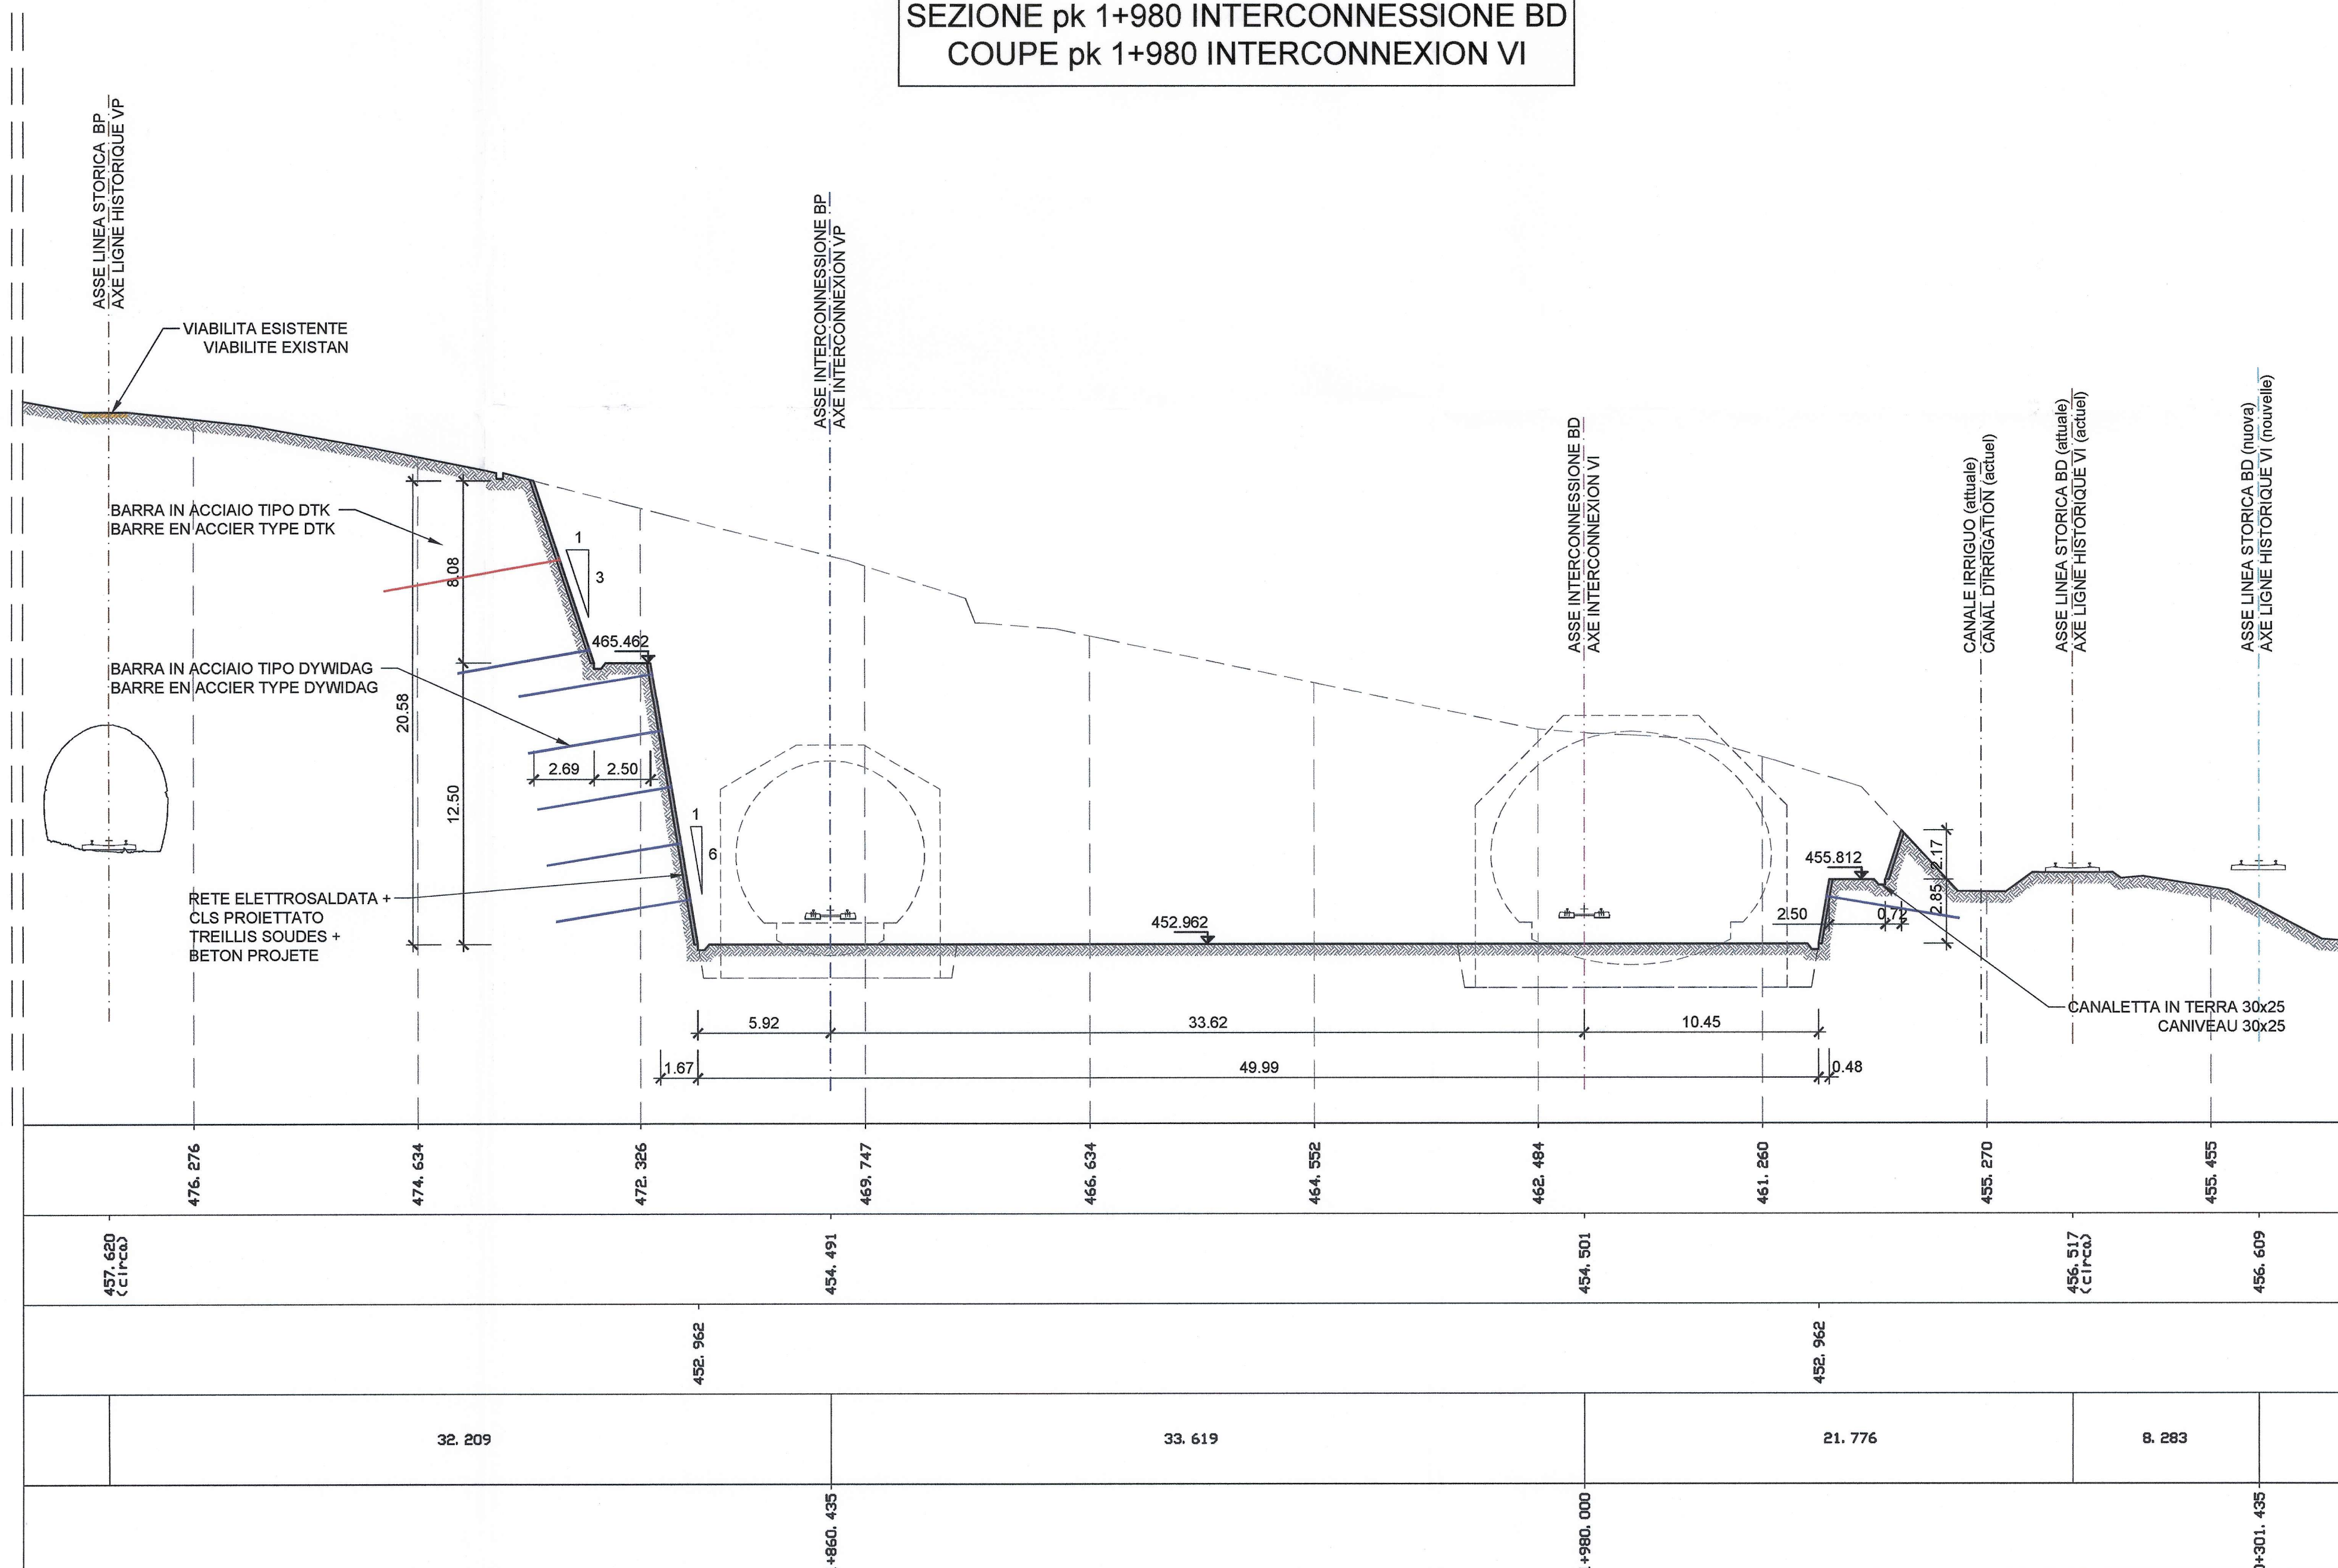 SEZIONE pk 1+980 INTERCONNESSIONE BD
COUPE pk 1+980 INTERCONNEXION VI
ASSE LINEA STORICA BP
AXE LIGNE HISTORIQUE VP
ASSE INTERCONNESSIONE BP
AXE INTERCONNEXION VP
ASSE INTERCONNESSIONE BD
AXE INTERCONNEXION VI
CANALE IRRIGUO (attuale)
CANAL D'IRRIGATION (actuel)
ASSE LINEA STORICA BD (attuale)
AXE LIGNE HISTORIQUE VI (actuel)
ASSE LINEA STORICA BD (nuova)
AXE LIGNE HISTORIQUE VI (nouvelle)
VIABILITA ESISTENTE
VIABILITE EXISTAN
BARRA IN ACCIAIO TIPO DTK
BARRE EN ACCIER TYPE DTK
8.08
1
3
465.462
BARRA IN ACCIAIO TIPO DYWIDAG
BARRE EN ACCIER TYPE DYWIDAG
20.58
2.69
2.50
12.50
1
6
RETE ELETTROSALDATA +
CLS PROIETTATO
TREILLIS SOUDES +
BETON PROJETE
452.962
455.812
2.17
2.85
2.50
0.72
CANALETTA IN TERRA 30x25
CANIVEAU 30x25
5.92
33.62
10.45
1.67
49.99
0.48
476. 276
474. 634
472. 326
469. 747
466. 634
464. 552
462. 484
461. 260
455. 270
455. 455
457. 620
(circa)
454. 491
454. 501
456. 517
(circa)
456. 609
452. 962
452. 962
32. 209
33. 619
21. 776
8. 283
+860. 435
+980. 000
0+301. 435